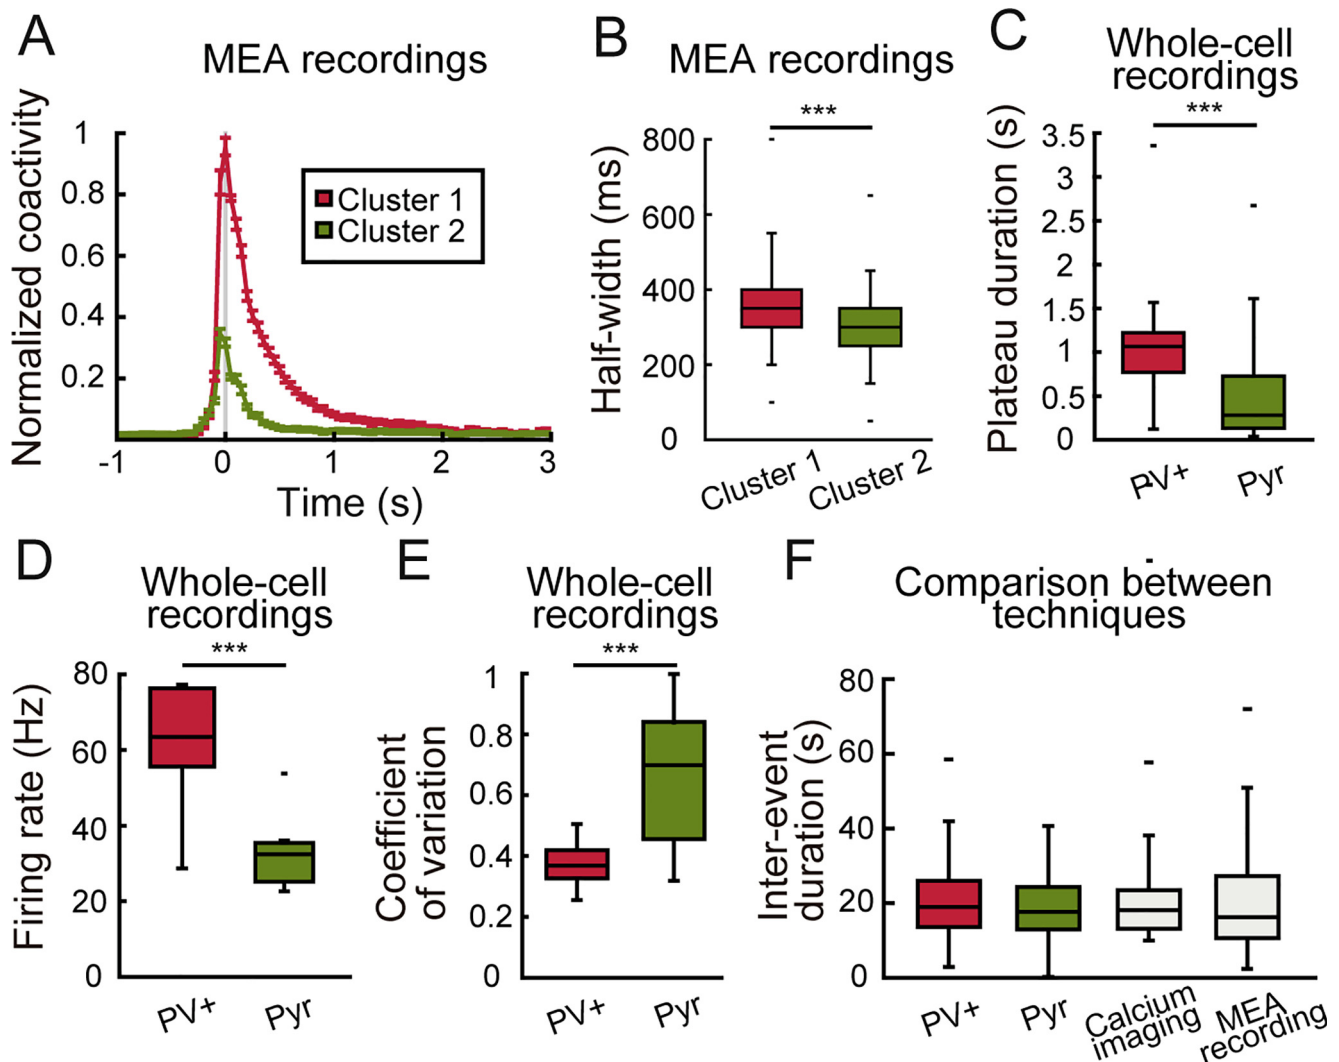 A
MEA recordings
Normalized coactivity
1
0.8
0.6
0.4
0.2
-1
0
1
2
3
Time (s)
Cluster 1
Cluster 2
B
MEA recordings
***
Half-width (ms)
800
600
400
200
0
Cluster 1
Cluster 2
C
Whole-cell
recordings
***
Plateau duration (s)
3.5
3
2.5
2
1.5
1
0.5
0
PV+
Pyr
D
Whole-cell
recordings
***
Firing rate (Hz)
80
60
40
20
0
PV+
Pyr
E
Whole-cell
recordings
***
Coefficient
of variation
1
0.8
0.6
0.4
0.2
0
PV+
Pyr
F
Comparison between
techniques
Inter-event
duration (s)
80
60
40
20
0
PV+
Pyr
Calcium
imaging
MEA
recording